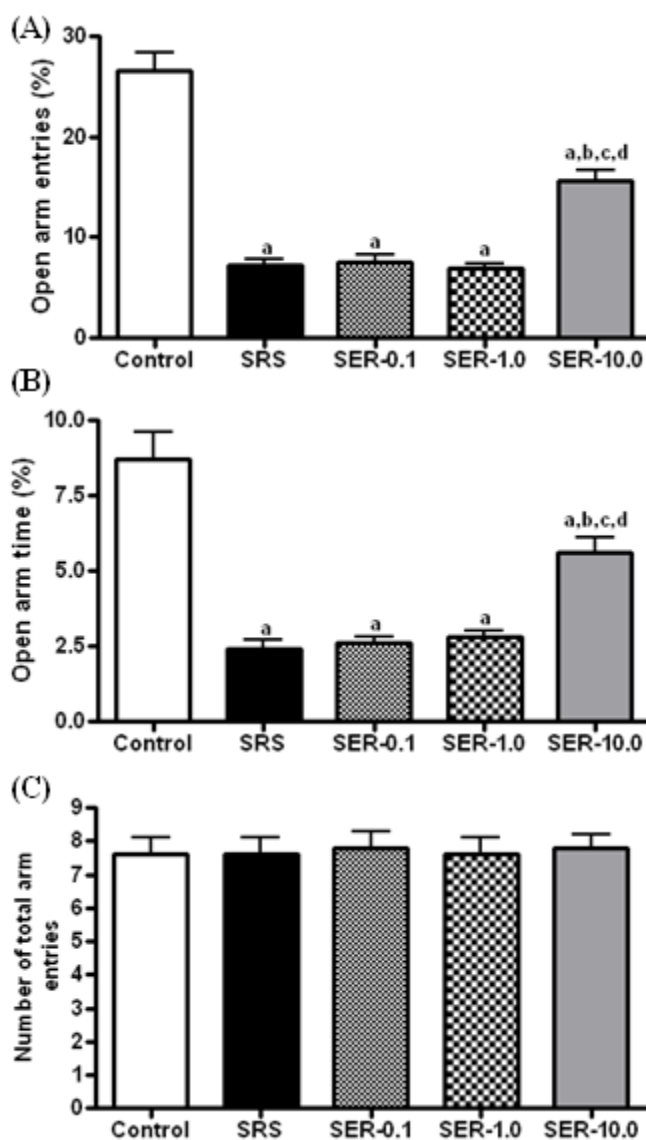 (A)
Open arm entries (%)
30
20
10
0
a
a
a
a,b,c,d
Control SRS SER-0.1 SER-1.0 SER-10.0
(B)
Open arm time (%)
10.0
7.5
5.0
2.5
0.0
a
a
a
a,b,c,d
Control SRS SER-0.1 SER-1.0 SER-10.0
(C)
Number of total arm
entries
9
8
7
6
5
4
3
2
1
0
Control SRS SER-0.1 SER-1.0 SER-10.0